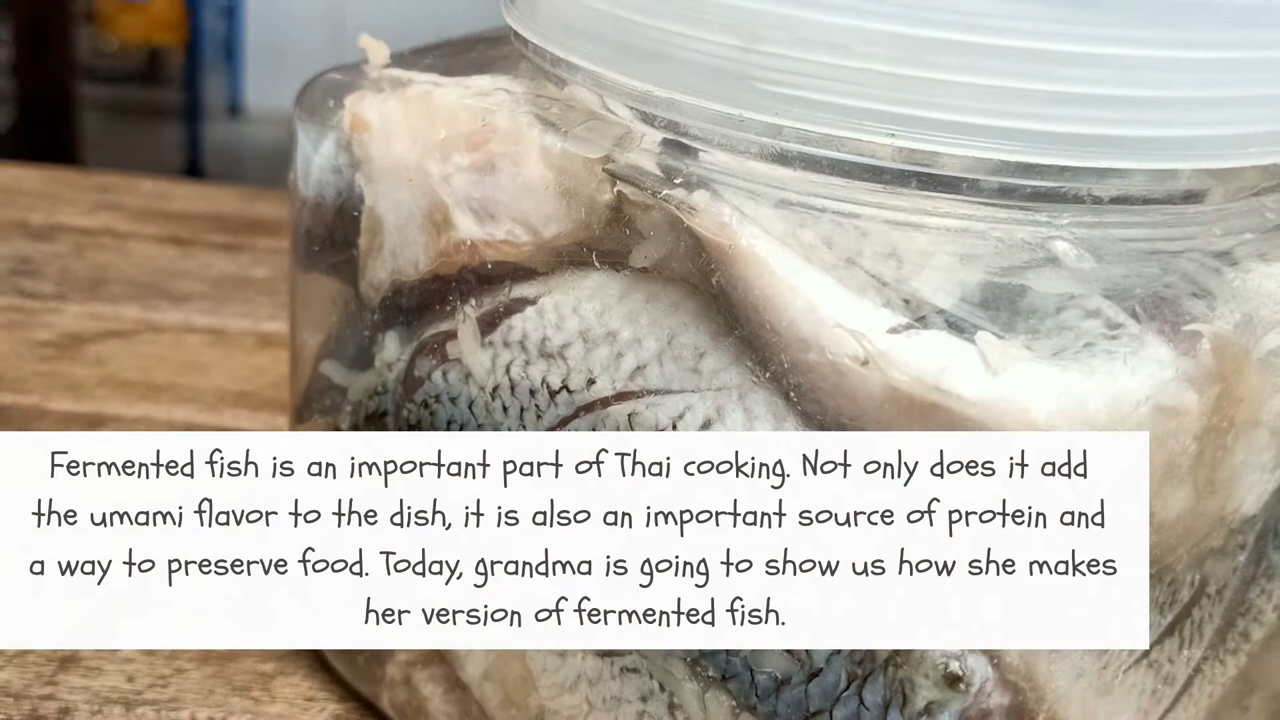 Fermented fish is an important part of Thai cooking. Not only does it add
the umami flavor to the dish, it is also an important source of protein and
a way to preserve food. Today, grandma is going to show us how she makes
her version of fermented fish.